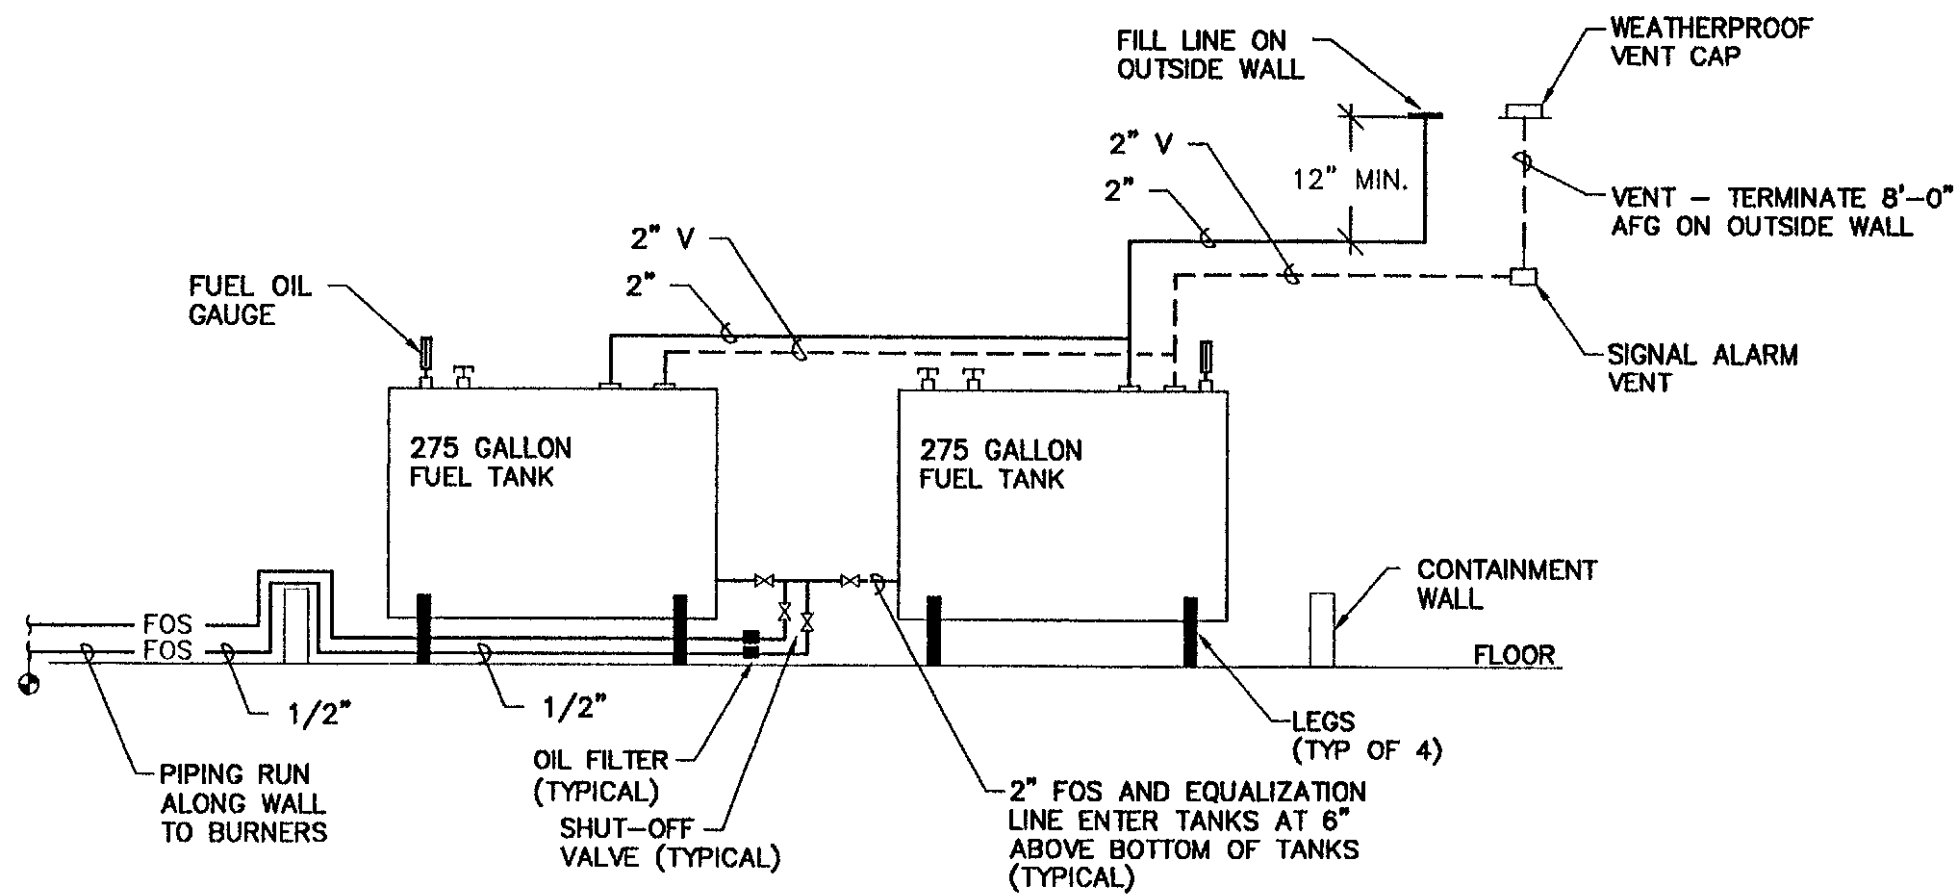 FILL LINE ON
OUTSIDE WALL
WEATHERPROOF
VENT CAP
2" V
2"
12" MIN.
VENT – TERMINATE 8'-0"
AFG ON OUTSIDE WALL
2" V
2"
FUEL OIL
GAUGE
SIGNAL ALARM
VENT
275 GALLON
FUEL TANK
275 GALLON
FUEL TANK
CONTAINMENT
WALL
FOS
FOS
FLOOR
1/2"
1/2"
LEGS
(TYP OF 4)
OIL FILTER
(TYPICAL)
PIPING RUN
ALONG WALL
TO BURNERS
SHUT-OFF
VALVE (TYPICAL)
2" FOS AND EQUALIZATION
LINE ENTER TANKS AT 6"
ABOVE BOTTOM OF TANKS
(TYPICAL)